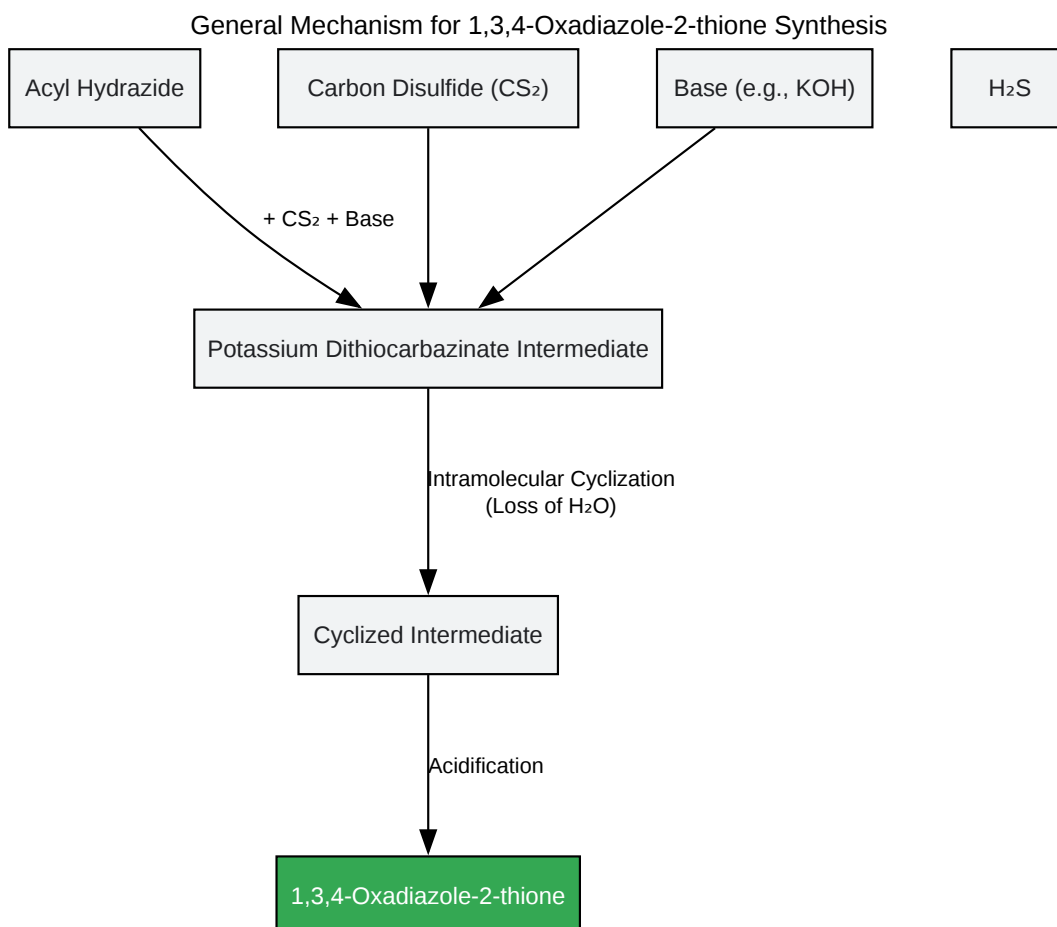 General Mechanism for 1,3,4-Oxadiazole-2-thione Synthesis
Acyl Hydrazide
Carbon Disulfide (CS₂)
Base (e.g., KOH)
H₂S
+ CS₂ + Base
Potassium Dithiocarbazinate Intermediate
Intramolecular Cyclization
(Loss of H₂O)
Cyclized Intermediate
Acidification
1,3,4-Oxadiazole-2-thione